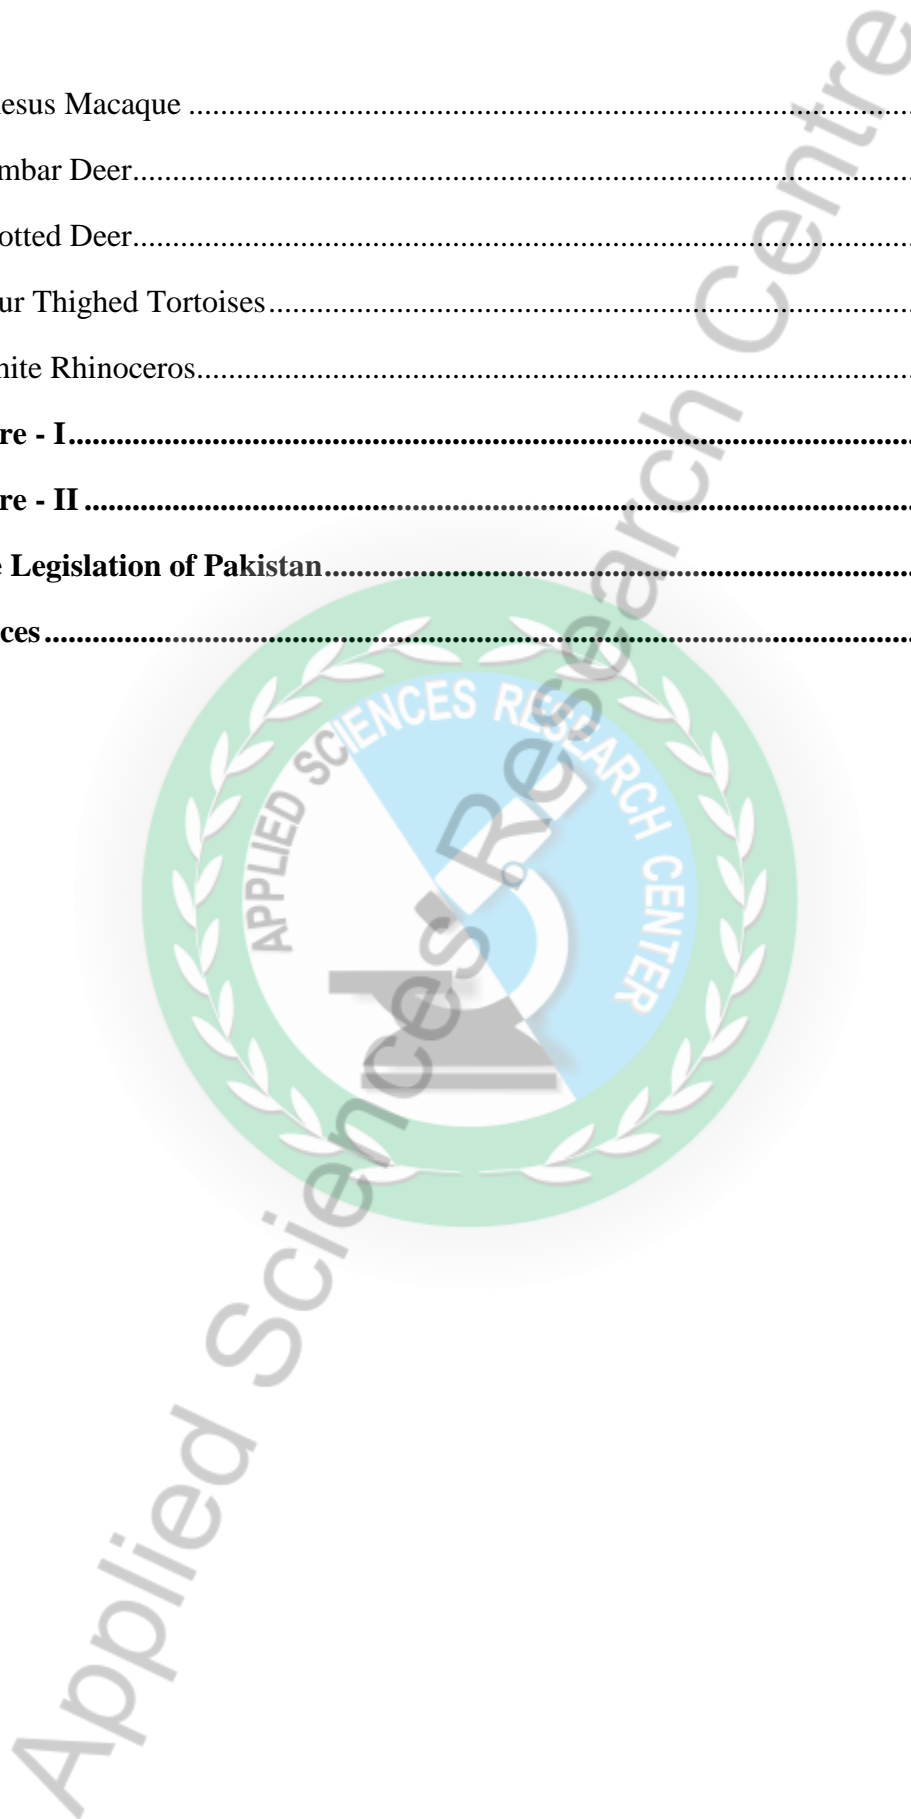 esus Macaque ....................................................................................................
mbar Deer....................................................................................................
otted Deer....................................................................................................
ur Thighed Tortoises....................................................................................
ite Rhinoceros..............................................................................................
re - I..............................................................................................................
re - II ............................................................................................................
e Legislation of Pakistan..............................................................................
ces.................................................................................................................
APPLIED SCIENCES RESEARCH CENTER
Applied Sciences Research Centre